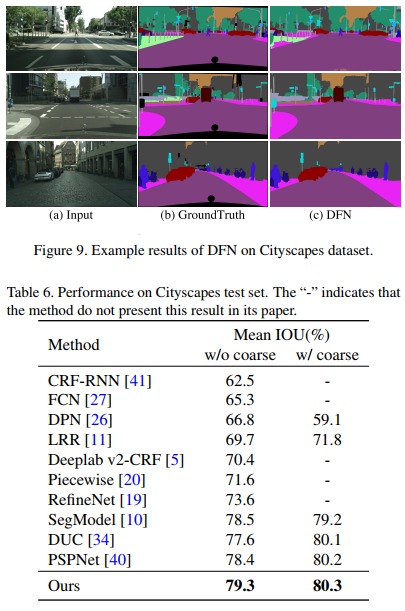 (a) Input (b) GroundTruth (c) DFN
Figure 9. Example results of DFN on Cityscapes dataset.
Table 6. Performance on Cityscapes test set. The “-” indicates that
the method do not present this result in its paper.
Method Mean IOU(%)
w/o coarse w/ coarse
CRF-RNN [41] 62.5 -
FCN [27] 65.3 -
DPN [26] 66.8 59.1
LRR [11] 69.7 71.8
Deeplab v2-CRF [5] 70.4 -
Piecewise [20] 71.6 -
RefineNet [19] 73.6 -
SegModel [10] 78.5 79.2
DUC [34] 77.6 80.1
PSPNet [40] 78.4 80.2
Ours 79.3 80.3